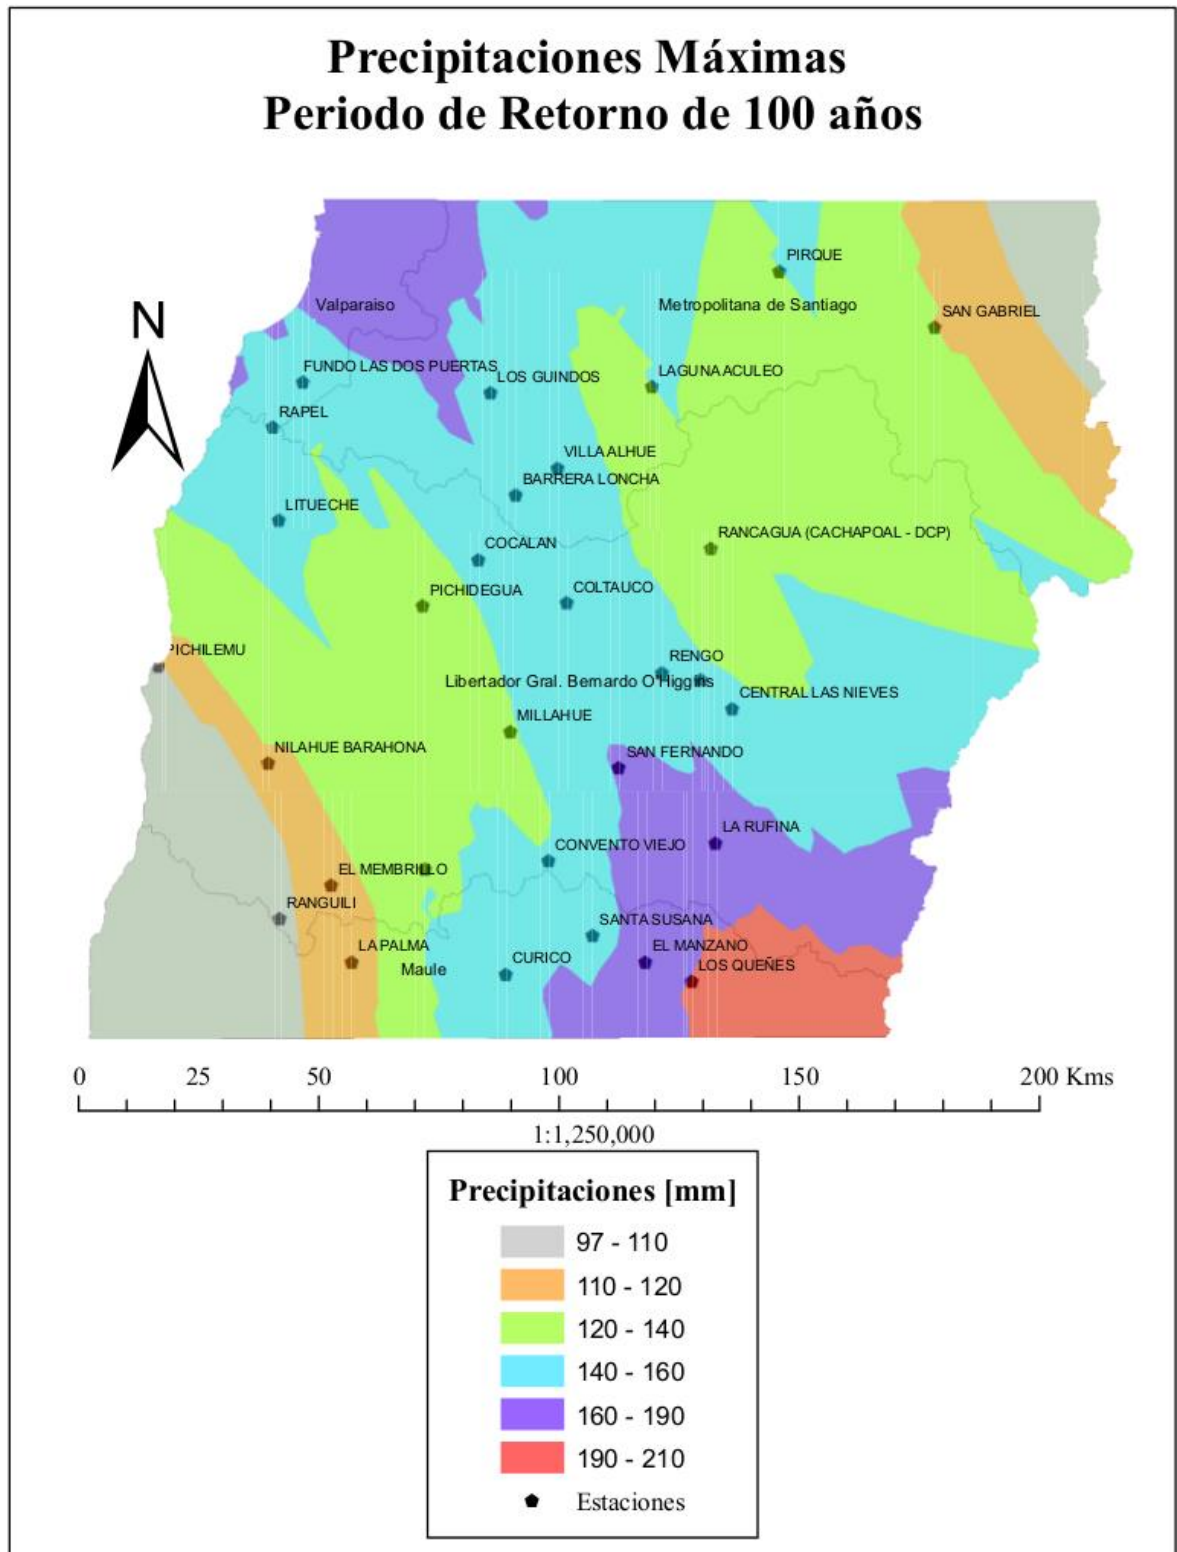 Precipitaciones Máximas
Periodo de Retorno de 100 años
N
PIRQUE
Valparaiso
Metropolitana de Santiago
SAN GABRIEL
FUNDO LAS DOS PUERTAS
LOS GUINDOS
LAGUNA ACULEO
RAPEL
VILLA ALHUE
BARRERA LONCHA
LITUECHE
RANCAGUA (CACHAPOAL - DCP)
COCALAN
PICHIDEGUA
COLTAUCO
PICHILEMU
RENGO
Libertador Gral. Bernardo O'Higgins
CENTRAL LAS NIEVES
MILLAHUE
NILAHUE BARAHONA
SAN FERNANDO
LA RUFINA
CONVENTO VIEJO
EL MEMBRILLO
RANGUILI
SANTA SUSANA
LA PALMA
EL MANZANO
Maule
CURICO
LOS QUEÑES
0 25 50 100 150 200 Kms
1:1,250,000
Precipitaciones [mm]
97 - 110
110 - 120
120 - 140
140 - 160
160 - 190
190 - 210
Estaciones